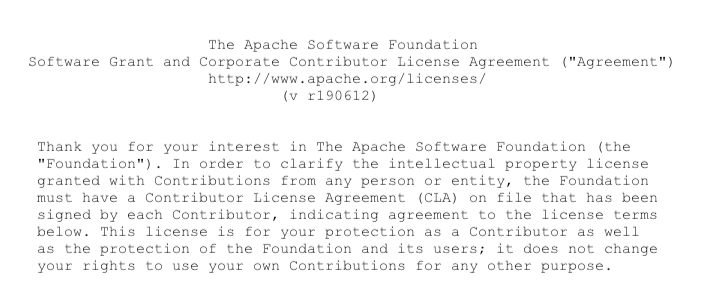 The Apache Software Foundation
Software Grant and Corporate Contributor License Agreement ("Agreement")
http://www.apache.org/licenses/
(v r190612)
Thank you for your interest in The Apache Software Foundation (the
"Foundation"). In order to clarify the intellectual property license
granted with Contributions from any person or entity, the Foundation
must have a Contributor License Agreement (CLA) on file that has been
signed by each Contributor, indicating agreement to the license terms
below. This license is for your protection as a Contributor as well
as the protection of the Foundation and its users; it does not change
your rights to use your own Contributions for any other purpose.